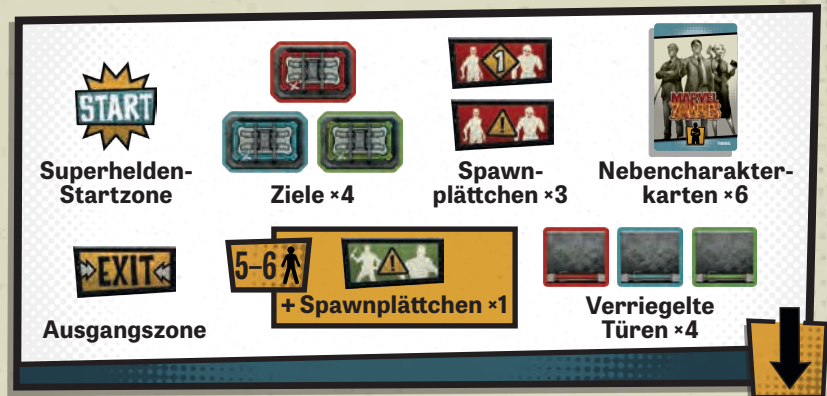 START
Superhelden-
Startzone
Ziele ×4
1
Spawn-
plättchen ×3
MARVEL
ZOMBIES
Nebencharakter-
karten ×6
EXIT
Ausgangszone
5–6
+ Spawnplättchen ×1
Verriegelte
Türen ×4